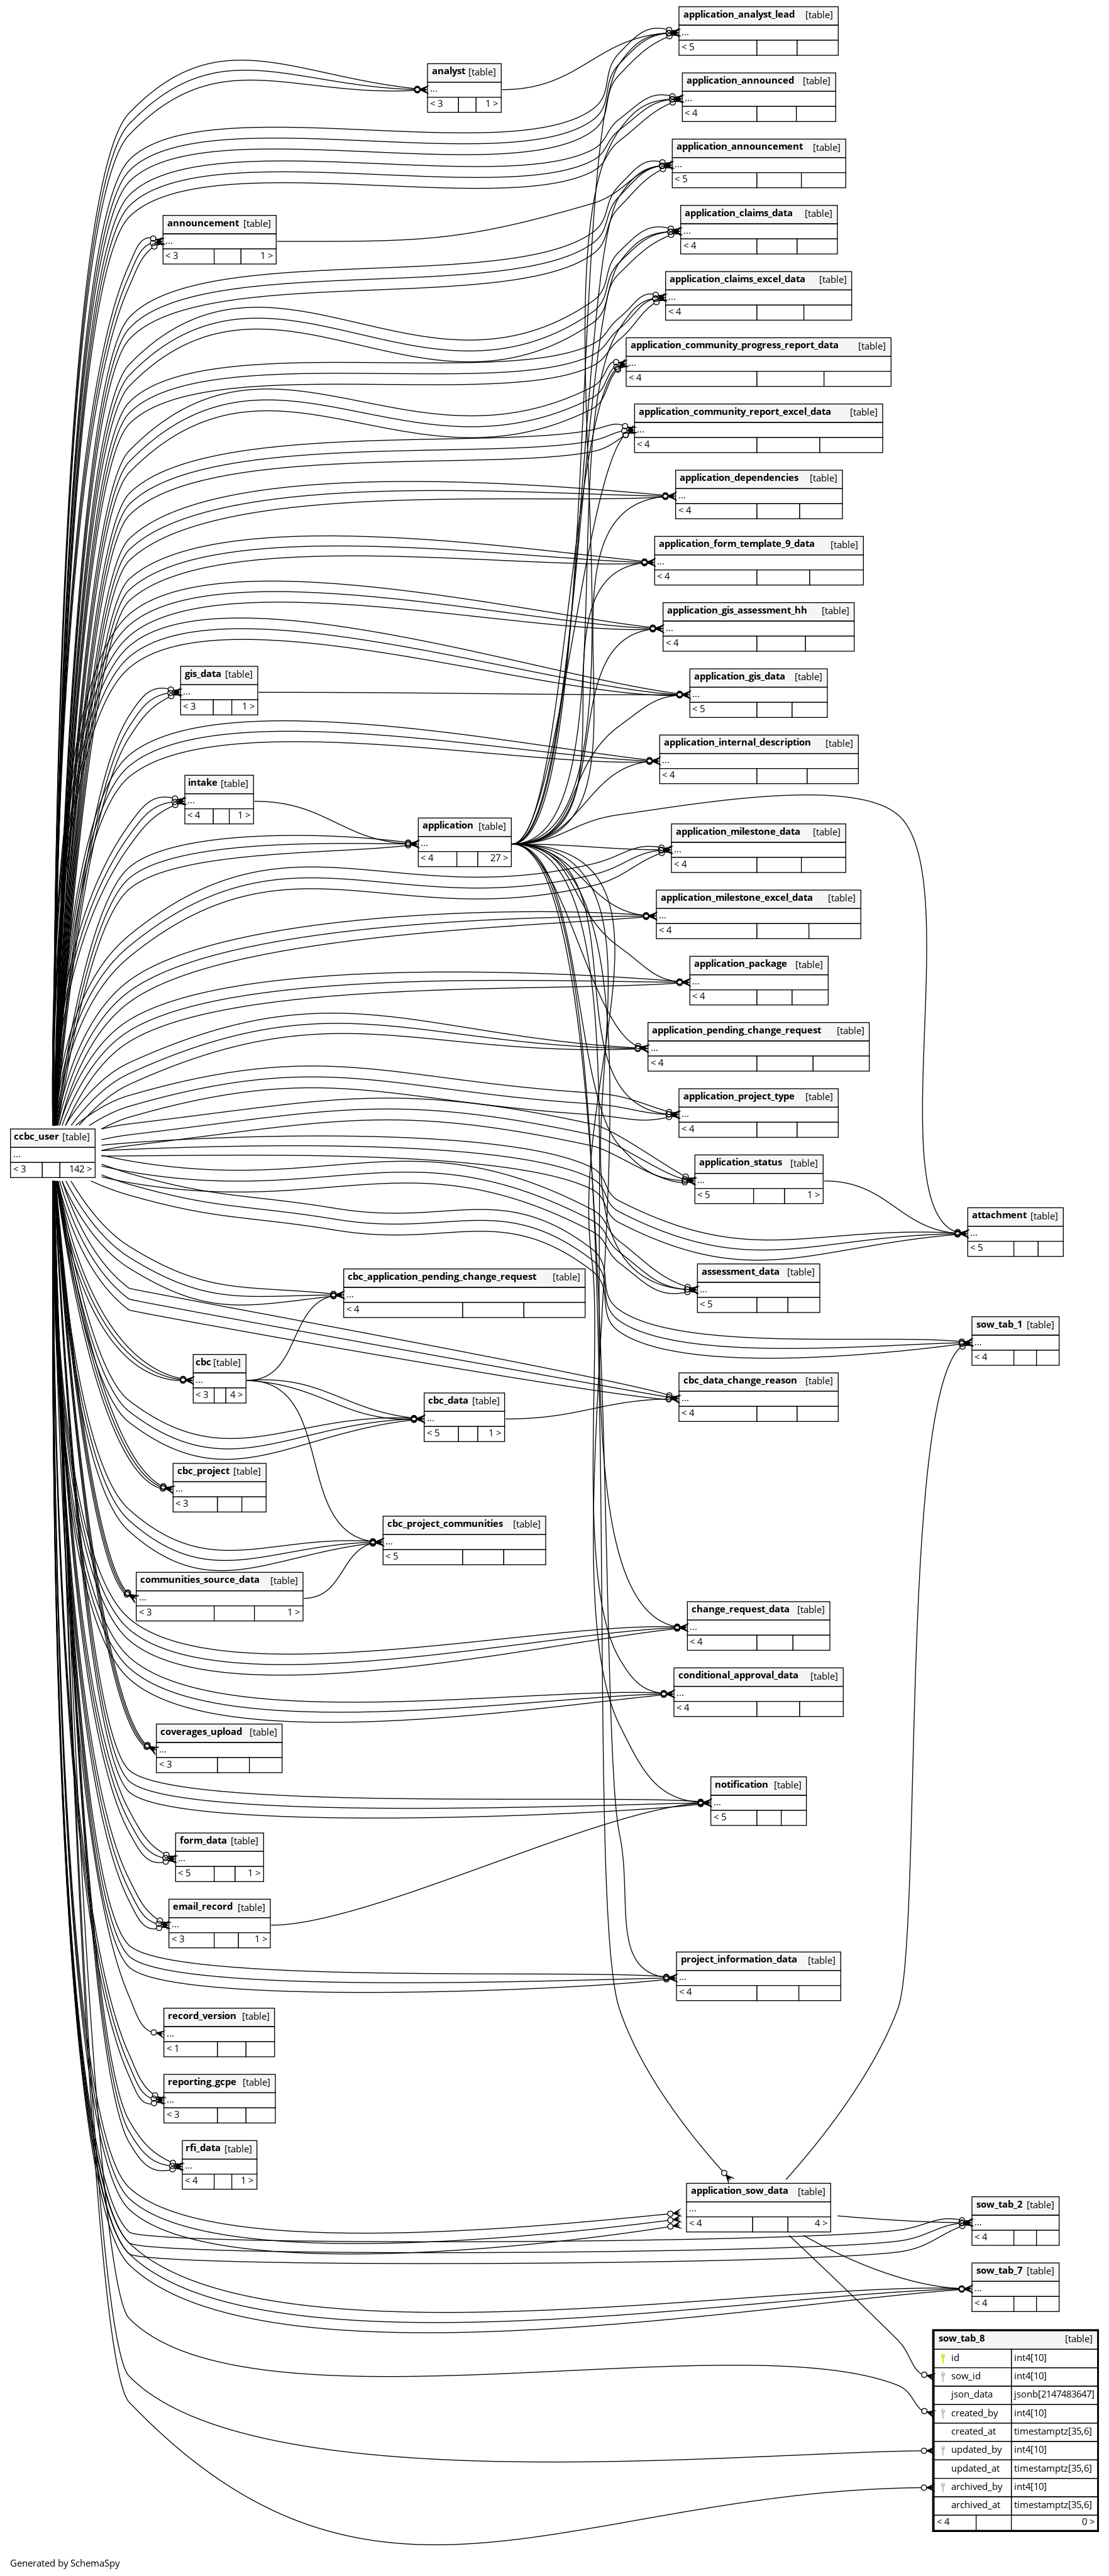 application_analyst_lead [table]
...
< 5
analyst [table]
...
< 3 1 >
application_announced [table]
...
< 4
application_announcement [table]
...
< 5
application_claims_data [table]
...
< 4
announcement [table]
...
< 3 1 >
application_claims_excel_data [table]
...
< 4
application_community_progress_report_data [table]
...
< 4
application_community_report_excel_data [table]
...
< 4
application_dependencies [table]
...
< 4
application_form_template_9_data [table]
...
< 4
application_gis_assessment_hh [table]
...
< 4
gis_data [table]
...
< 3 1 >
application_gis_data [table]
...
< 5
application_internal_description [table]
...
< 4
intake [table]
...
< 4 1 >
application [table]
...
< 4 27 >
application_milestone_data [table]
...
< 4
application_milestone_excel_data [table]
...
< 4
application_package [table]
...
< 4
application_pending_change_request [table]
...
< 4
application_project_type [table]
...
< 4
ccbc_user [table]
...
< 3 142 >
application_status [table]
...
< 5 1 >
attachment [table]
...
< 5
assessment_data [table]
...
< 5
cbc_application_pending_change_request [table]
...
< 4
sow_tab_1 [table]
...
< 4
cbc [table]
...
< 3 4 >
cbc_data_change_reason [table]
...
< 4
cbc_data [table]
...
< 5 1 >
cbc_project [table]
...
< 3
cbc_project_communities [table]
...
< 5
communities_source_data [table]
...
< 3 1 >
change_request_data [table]
...
< 4
conditional_approval_data [table]
...
< 4
coverages_upload [table]
...
< 3
notification [table]
...
< 5
form_data [table]
...
< 5 1 >
email_record [table]
...
< 3 1 >
project_information_data [table]
...
< 4
record_version [table]
...
< 1
reporting_gcpe [table]
...
< 3
rfi_data [table]
...
< 4 1 >
application_sow_data [table]
...
< 4 4 >
sow_tab_2 [table]
...
< 4
sow_tab_7 [table]
...
< 4
sow_tab_8 [table]
id int4[10]
sow_id int4[10]
json_data jsonb[2147483647]
created_by int4[10]
created_at timestamptz[35,6]
updated_by int4[10]
updated_at timestamptz[35,6]
archived_by int4[10]
archived_at timestamptz[35,6]
< 4 0 >
Generated by SchemaSpy